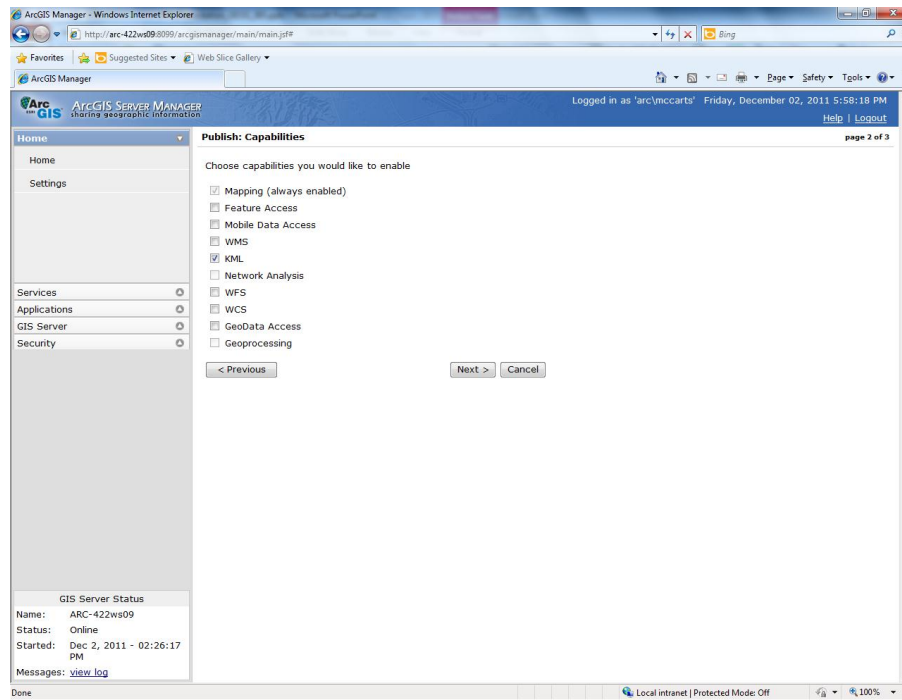 ArcGIS Manager - Windows Internet Explorer
http://arc-422ws09:8099/arcgismanager/main/main.jsf#
Bing
Favorites Suggested Sites Web Slice Gallery
ArcGIS Manager Page Safety Tools
Arc GIS ArcGIS Server Manager Logged in as 'arc\mccarts' Friday, December 02, 2011 5:58:18 PM
sharing geographic information
Help | Logout
Home Publish: Capabilities page 2 of 3
Home
Settings
Choose capabilities you would like to enable
Mapping (always enabled)
Feature Access
Mobile Data Access
WMS
KML
Network Analysis
WFS
WCS
GeoData Access
Geoprocessing
< Previous Next > Cancel
Services
Applications
GIS Server
Security
GIS Server Status
Name: ARC-422ws09
Status: Online
Started: Dec 2, 2011 - 02:26:17
PM
Messages: view log
Done Local intranet | Protected Mode: Off 100%